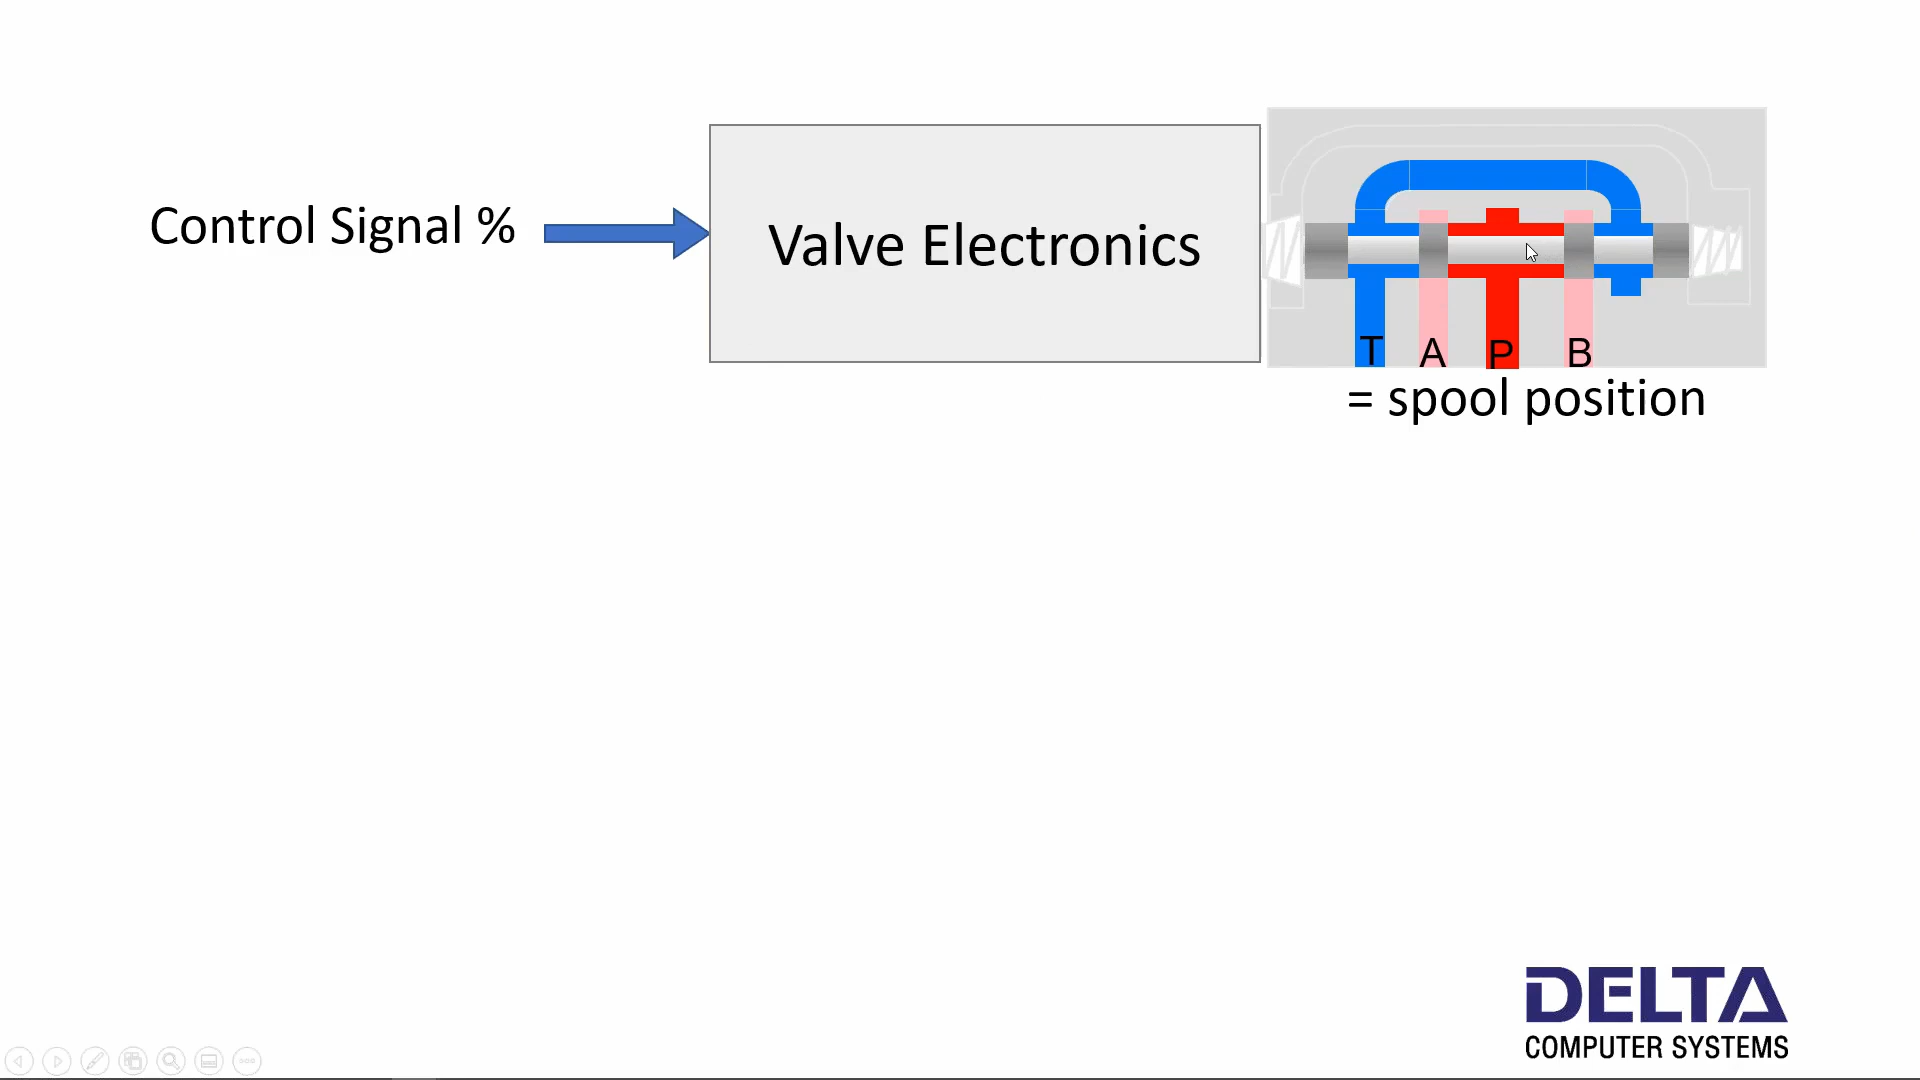 Control Signal %
Valve Electronics
T A P B
= spool position
DELTA
COMPUTER SYSTEMS